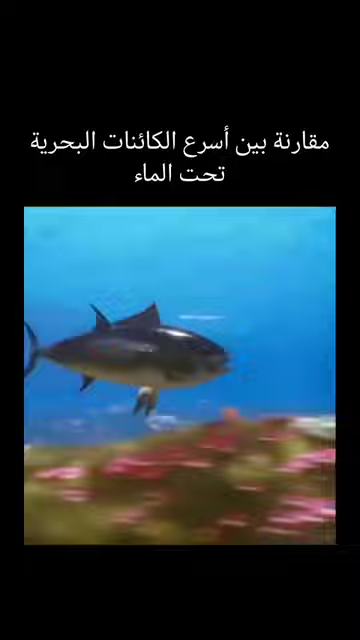 مقارنة بين أسرع الكائنات البحرية
تحت الماء